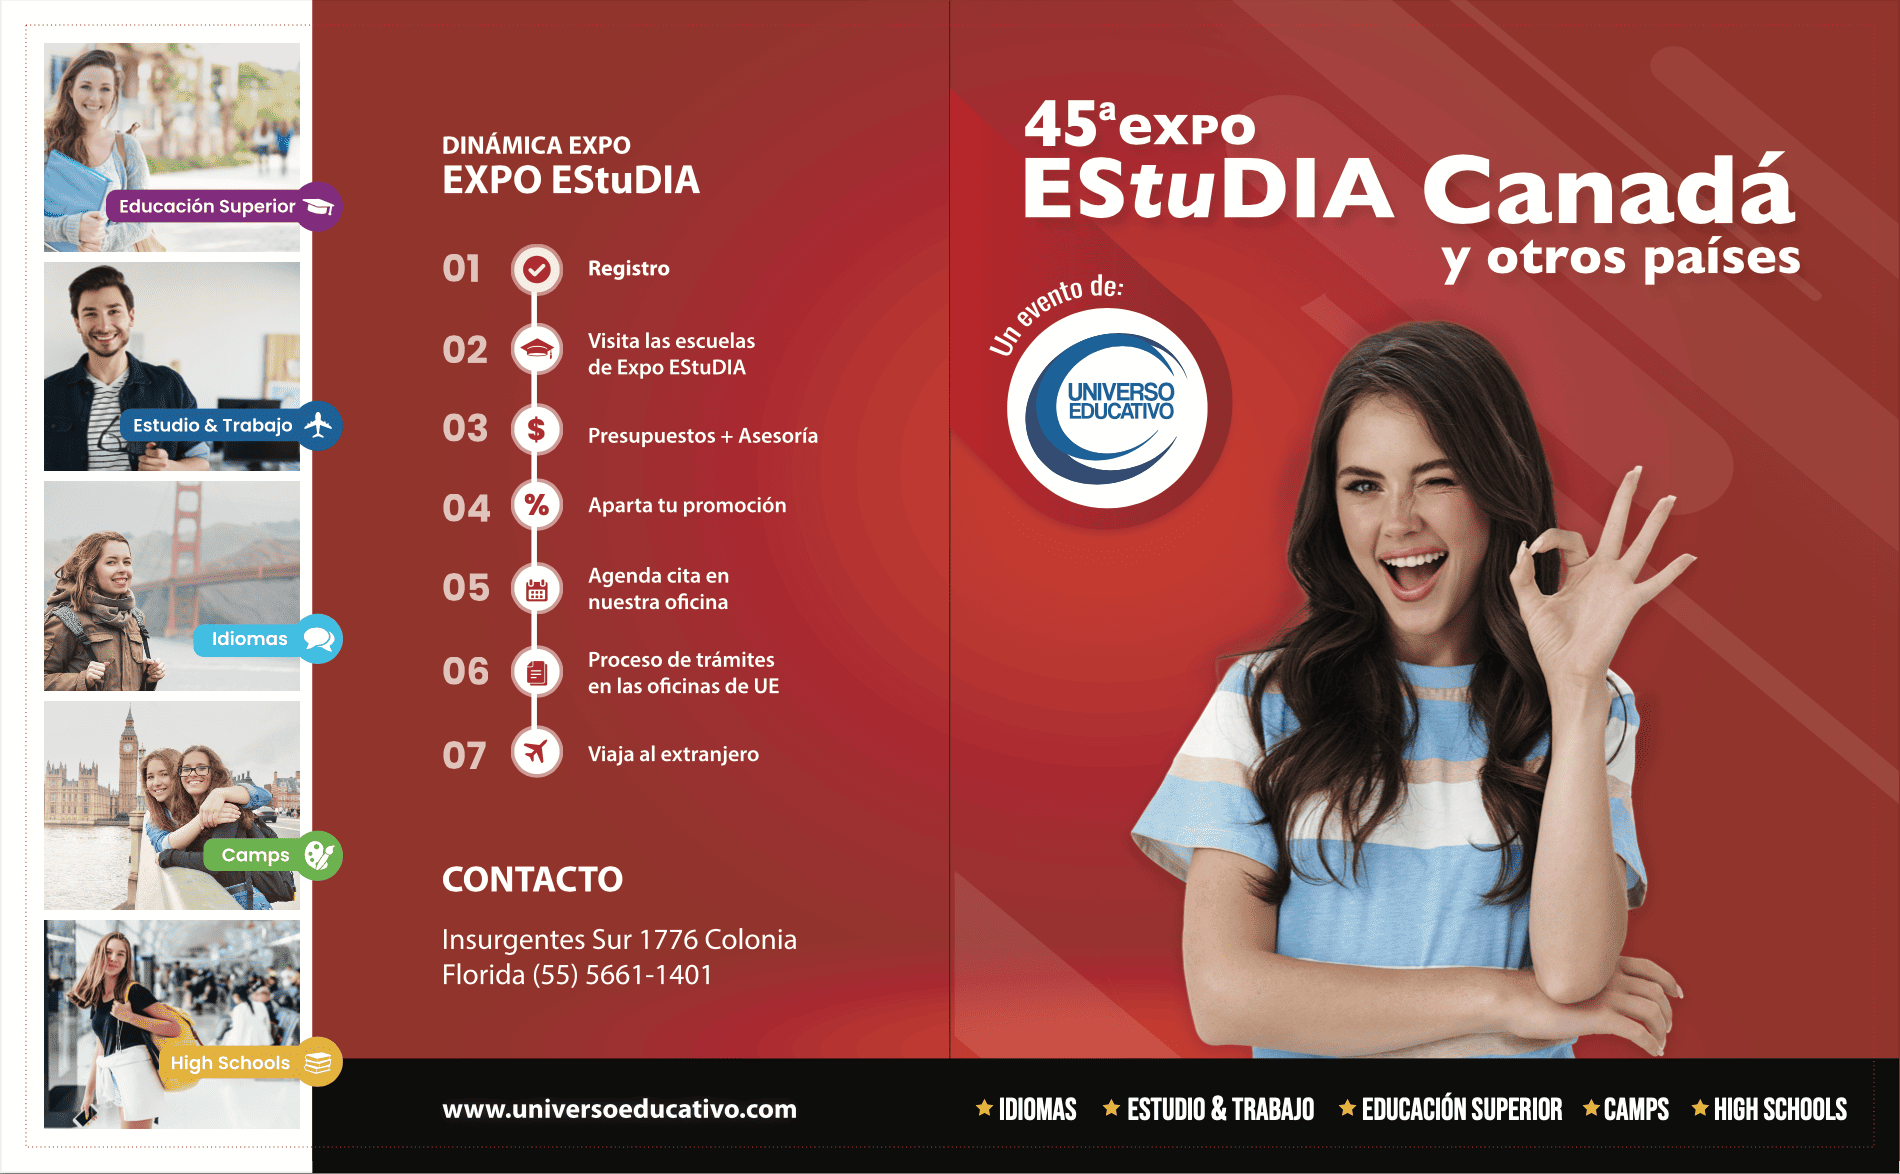 Educación Superior
Estudio & Trabajo
Idiomas
Camps
High Schools
DINÁMICA EXPO
EXPO EStuDIA
01 Registro
02 Visita las escuelas
de Expo EStuDIA
03 Presupuestos + Asesoría
04 Aparta tu promoción
05 Agenda cita en
nuestra oficina
06 Proceso de trámites
en las oficinas de UE
07 Viaja al extranjero
CONTACTO
Insurgentes Sur 1776 Colonia
Florida (55) 5661-1401
www.universoeducativo.com
45ª expo
EStuDIA Canadá
y otros países
Un evento de:
UNIVERSO
EDUCATIVO
IDIOMAS ESTUDIO & TRABAJO EDUCACIÓN SUPERIOR CAMPS HIGH SCHOOLS